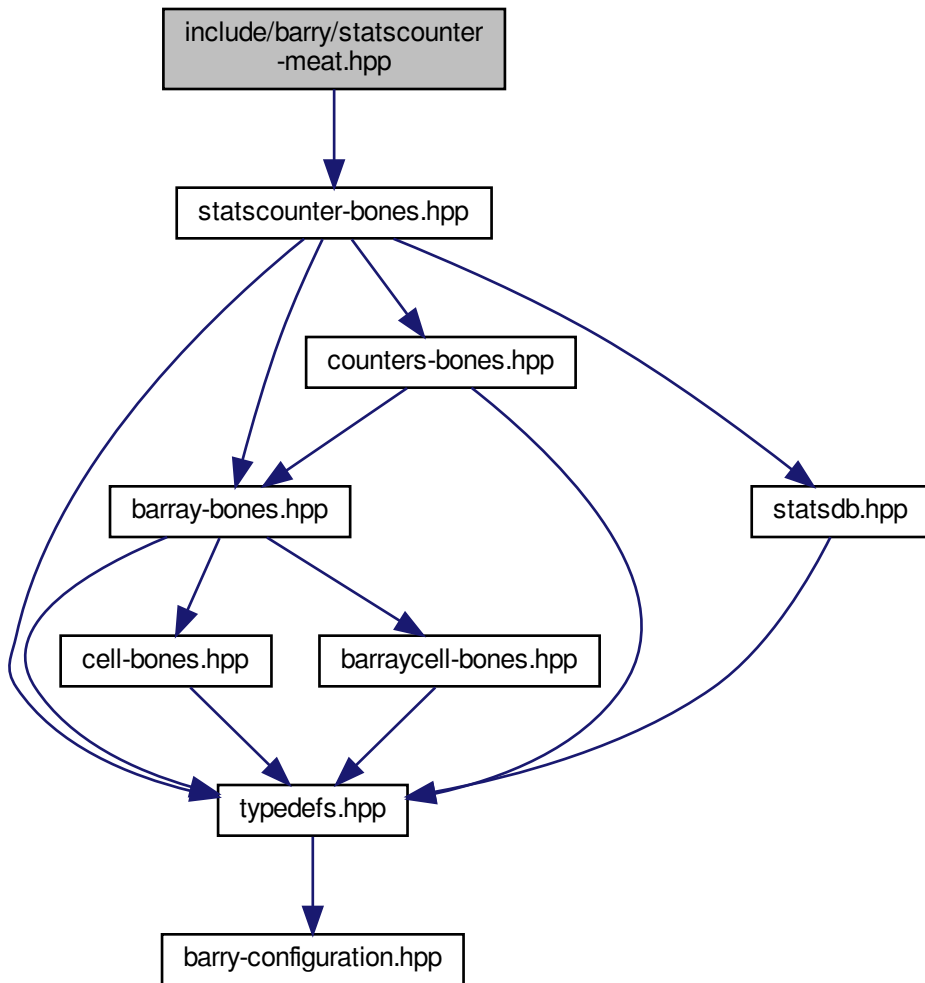 include/barry/statscounter
-meat.hpp
statscounter-bones.hpp
counters-bones.hpp
barray-bones.hpp
statsdb.hpp
cell-bones.hpp
barraycell-bones.hpp
typedefs.hpp
barry-configuration.hpp